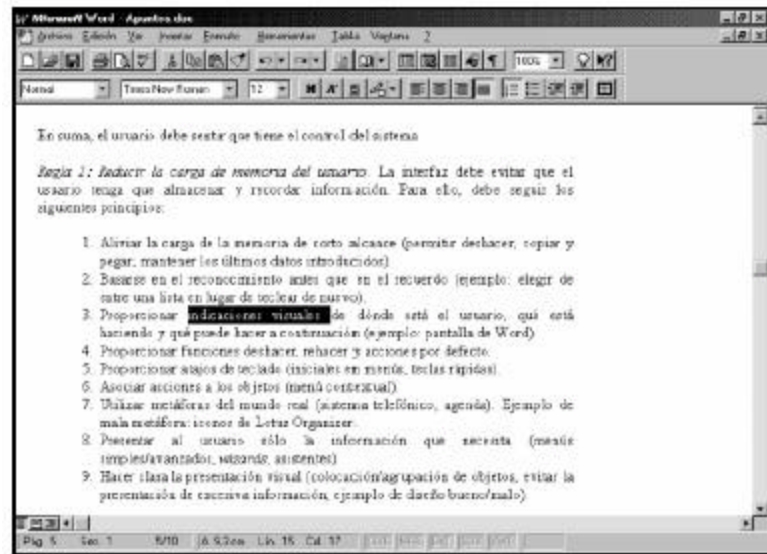 Microsoft Word - Apuntes.doc
Archivo Edición Ver Insertar Formato Herramientas Tabla Ventana ?
100%
Normal Times New Roman 12 N K S
En suma, el usuario debe sentir que tiene el control del sistema
Regla 2: Reducir la carga de memoria del usuario. La interfaz debe evitar que el
usuario tenga que almacenar y recordar información. Para ello, debe seguir los
siguientes principios:
1. Aliviar la carga de la memoria de corto alcance (permitir deshacer, copiar y
pegar, mantener los últimos datos introducidos)
2. Basarse en el reconocimiento antes que en el recuerdo (ejemplo: elegir de
entre una lista en lugar de teclear de nuevo).
3. Proporcionar indicaciones visuales de dónde está el usuario, qué está
haciendo y qué puede hacer a continuación (ejemplo: pantalla de Word)
4. Proporcionar funciones deshacer, rehacer y acciones por defecto.
5. Proporcionar atajos de teclado (iniciales en menús, teclas rápidas).
6. Asociar acciones a los objetos (menú contextual)
7. Utilizar metáforas del mundo real (sistema telefónico, agenda). Ejemplo de
mala metáfora: iconos de Lotus Organizer.
8. Presentar al usuario sólo la información que necesita (menús
simples/avanzados, wizards, asistentes)
9. Hacer clara la presentación visual (colocación/agrupación de objetos, evitar la
presentación de excesiva información, ejemplo de diseño bueno/malo).
Pág. 5 Sec. 1 5/10 A 9,2cm Lín. 15 Col. 17